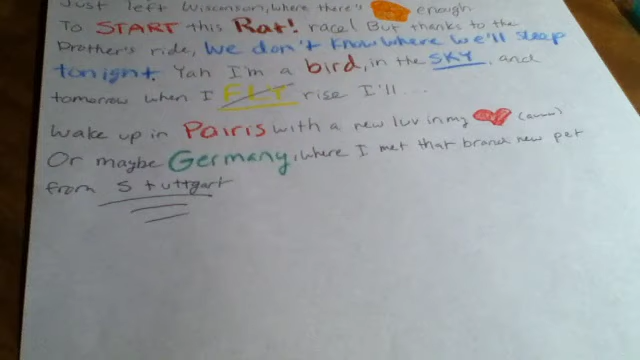 Just left Wisconson, where there's enough
To START this Rat! race! But thanks to the
Brother's ride, We don't know where we'll sleep
tonight. Yah I'm a bird, in the SKY, and
tomorrow when I FLY rise I'll...
Wake up in Pairis with a new luv in my (aww)
Or maybe Germany, where I met that brand new pet
from Stuttgart